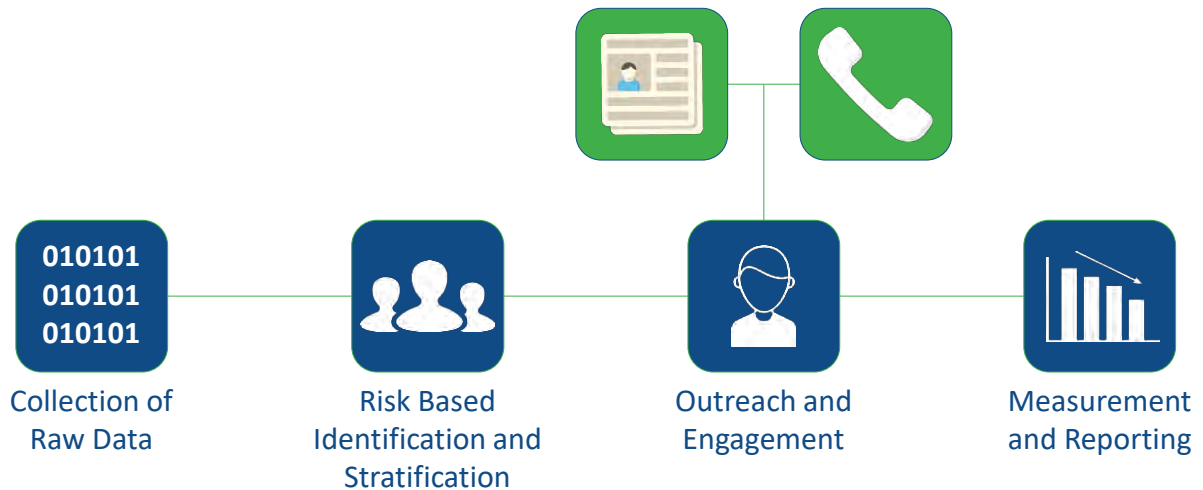 010101
010101
010101
Collection of
Raw Data
Risk Based
Identification and
Stratification
Outreach and
Engagement
Measurement
and Reporting